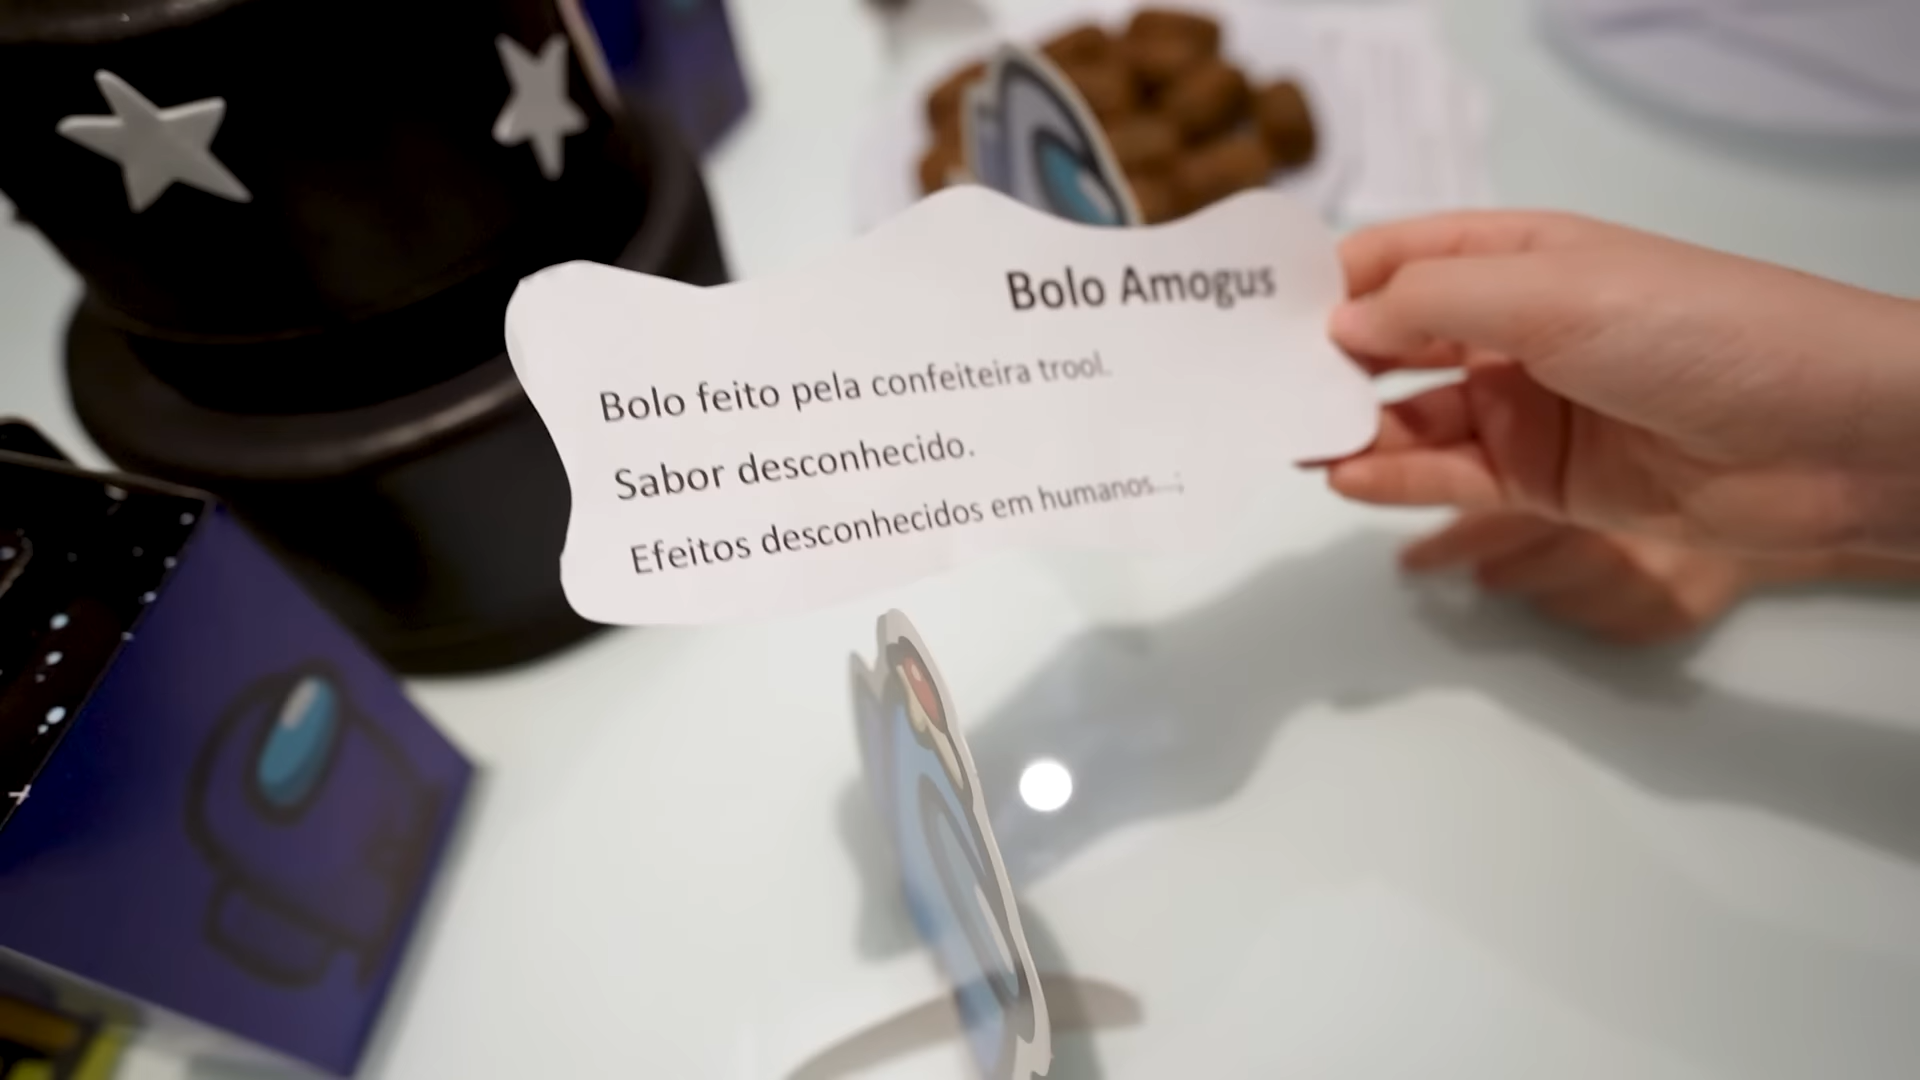 Bolo Amogus
Bolo feito pela confeiteira trool.
Sabor desconhecido.
Efeitos desconhecidos em humanos...;